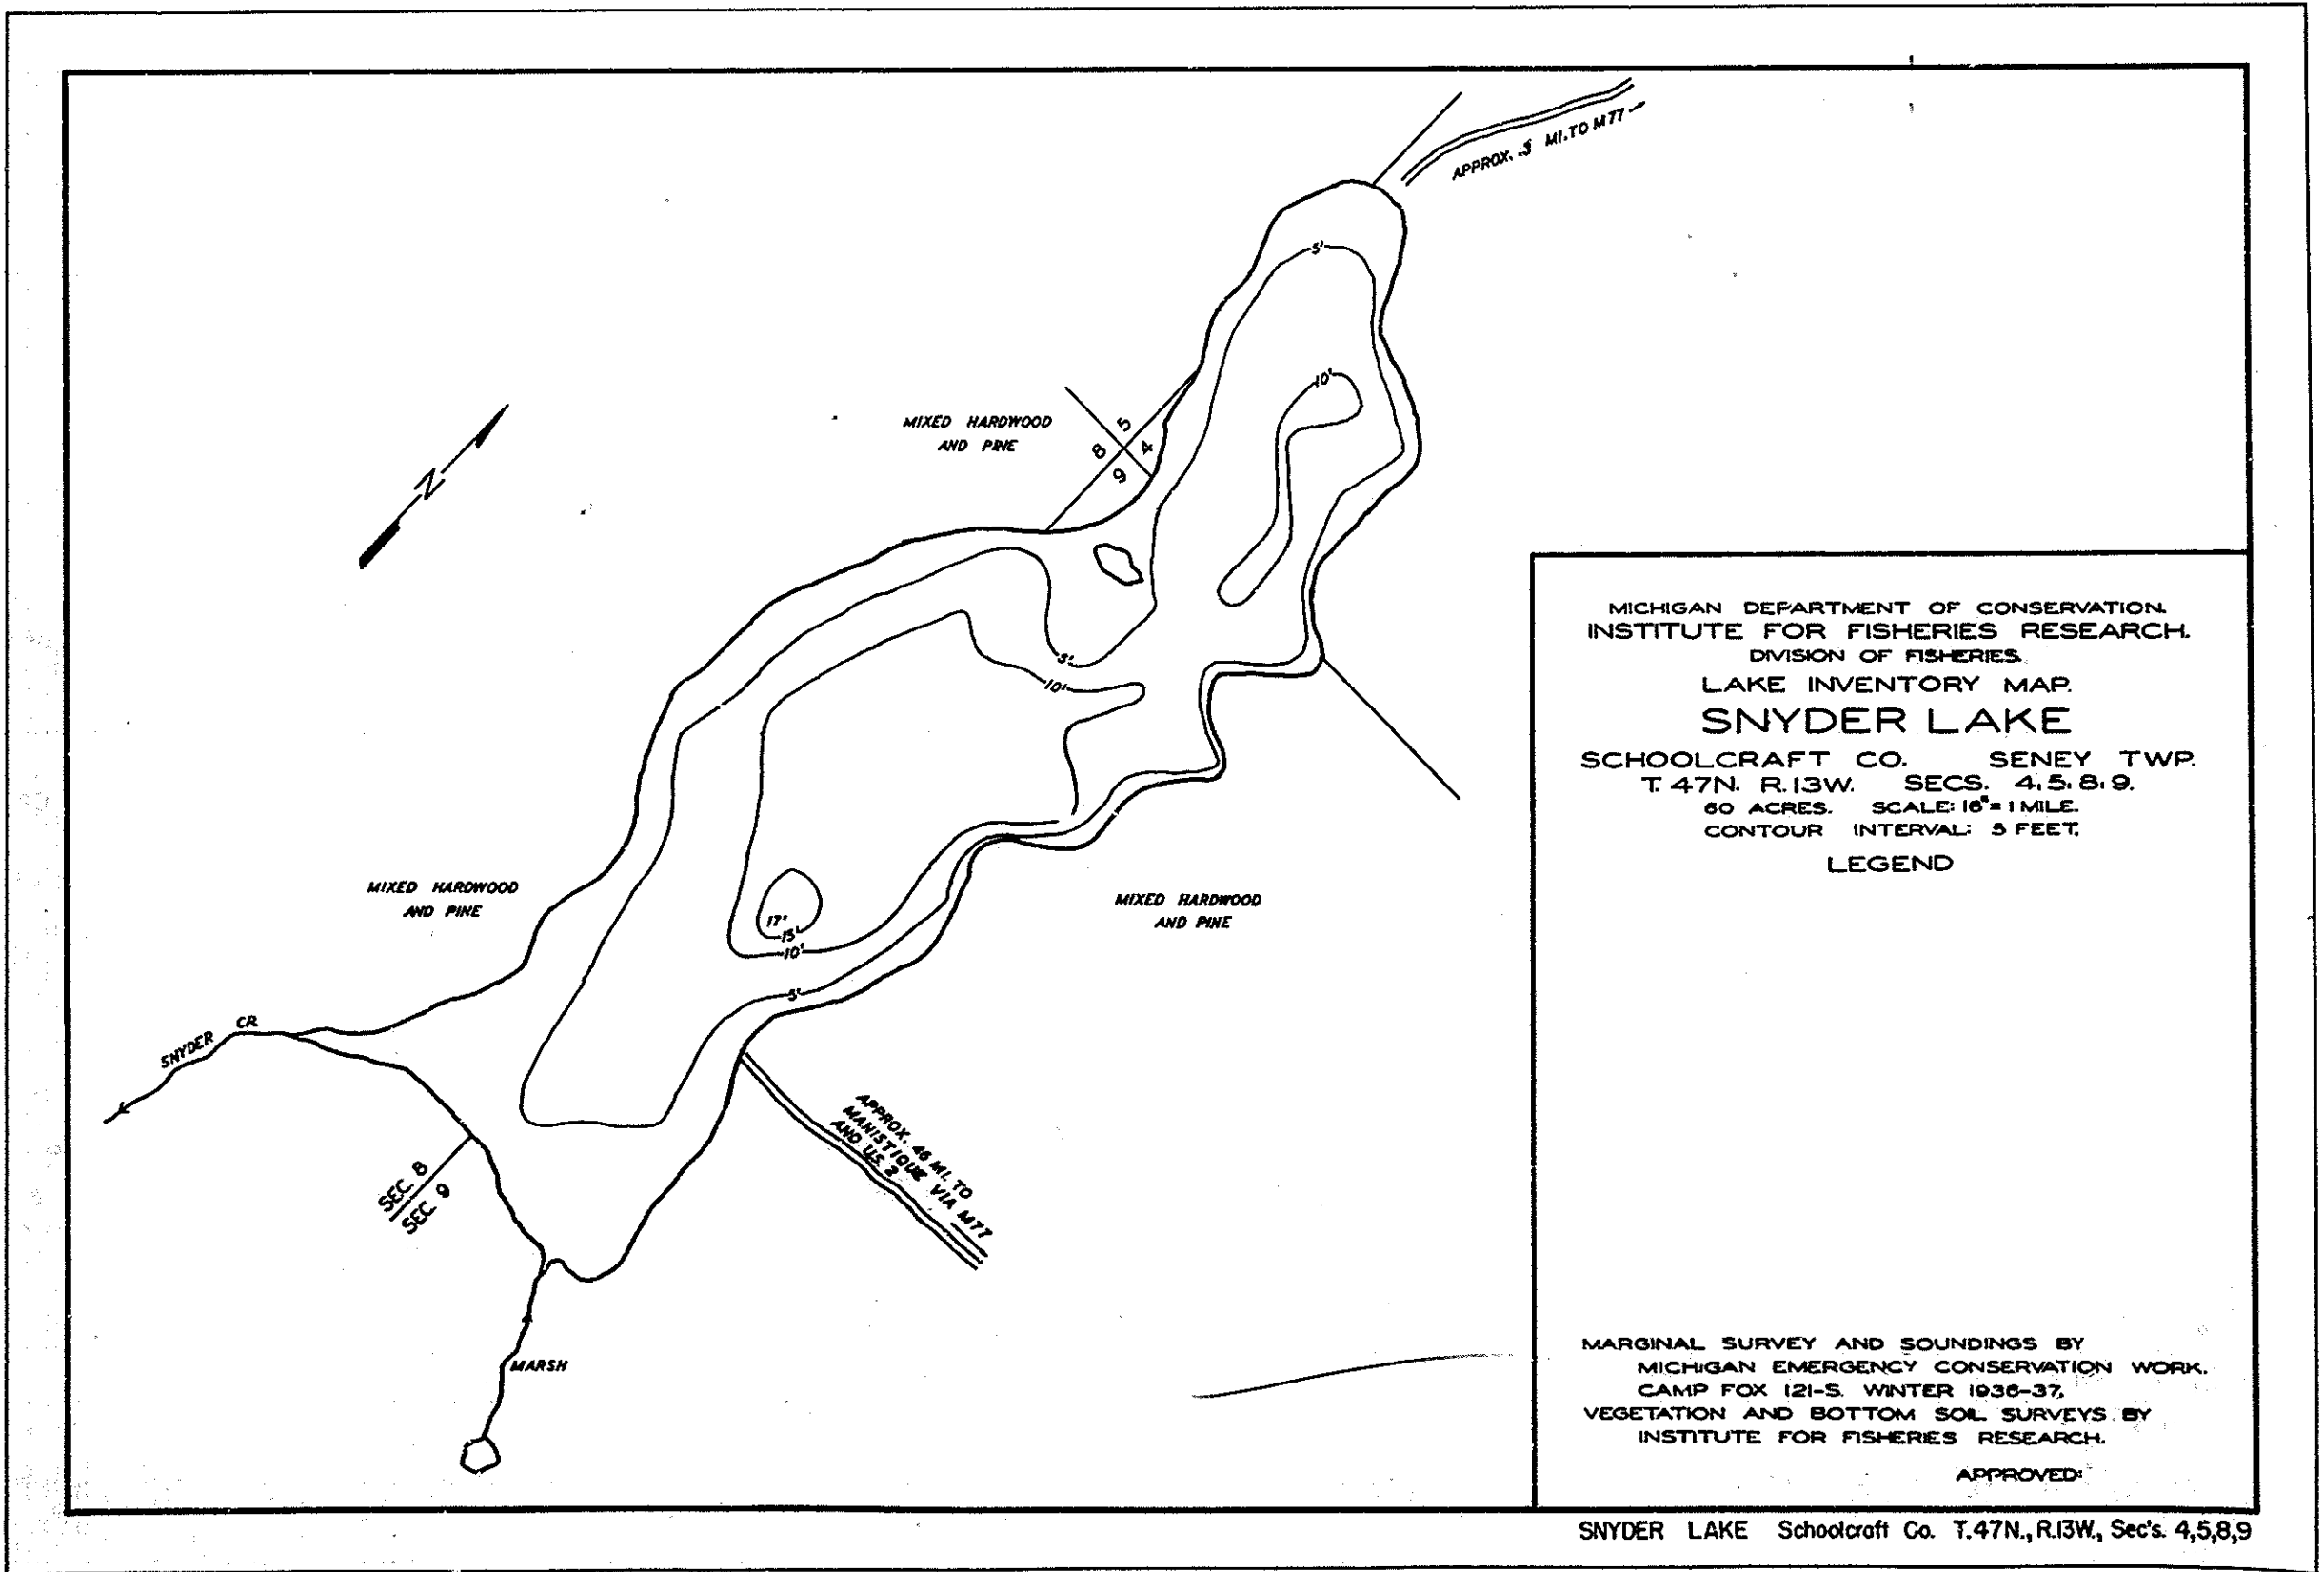 APPROX. .3 MI. TO M77
5'
10'
MIXED HARDWOOD
AND PINE
5
8 4
9
N
5'
10'
MIXED HARDWOOD
AND PINE
17'
15'
10'
5'
MIXED HARDWOOD
AND PINE
SNYDER CR.
APPROX. 46 MI. TO
MANISTIQUE VIA M77
AND U.S. 2
SEC. 8
SEC. 9
MARSH
MICHIGAN DEPARTMENT OF CONSERVATION.
INSTITUTE FOR FISHERIES RESEARCH.
DIVISION OF FISHERIES.
LAKE INVENTORY MAP.
SNYDER LAKE
SCHOOLCRAFT CO. SENEY TWP.
T. 47N. R. 13W. SECS. 4, 5, 8, 9.
60 ACRES. SCALE: 16"= 1 MILE.
CONTOUR INTERVAL: 5 FEET.
LEGEND
MARGINAL SURVEY AND SOUNDINGS BY
MICHIGAN EMERGENCY CONSERVATION WORK.
CAMP FOX 121-S. WINTER 1936-37.
VEGETATION AND BOTTOM SOIL SURVEYS BY
INSTITUTE FOR FISHERIES RESEARCH.
APPROVED:
SNYDER LAKE Schoolcraft Co. T.47N., R.13W., Sec's. 4,5,8,9